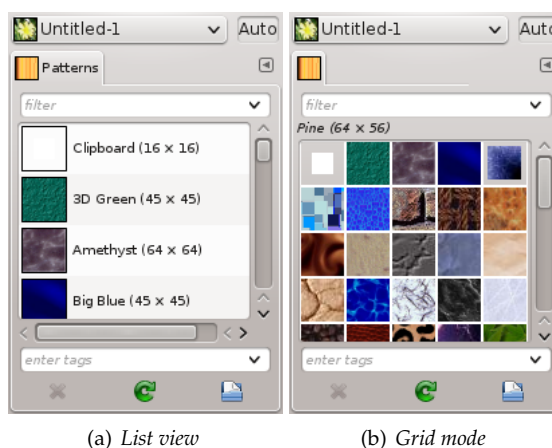 Untitled-1
Auto
Patterns
filter
Clipboard (16 × 16)
3D Green (45 × 45)
Amethyst (64 × 64)
Big Blue (45 × 45)
enter tags
(a) List view
Untitled-1
Auto
filter
Pine (64 × 56)
enter tags
(b) Grid mode